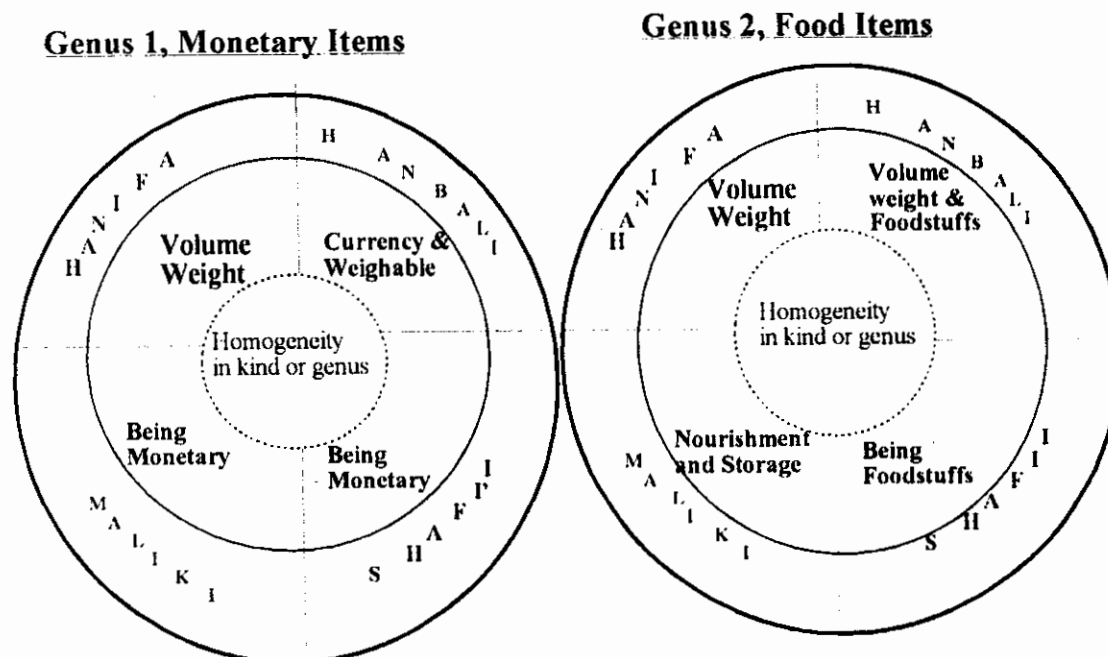 Genus 1, Monetary Items
Genus 2, Food Items
HANIFA
HANBALI
Volume
Weight
Currency &
Weighable
Homogeneity
in kind or genus
Being
Monetary
Being
Monetary
MALIKI
SHAFI'I
HANIFA
HANBALI
Volume
Weight
Volume
weight &
Foodstuffs
Homogeneity
in kind or genus
Nourishment
and Storage
Being
Foodstuffs
MALIKI
SHAFII